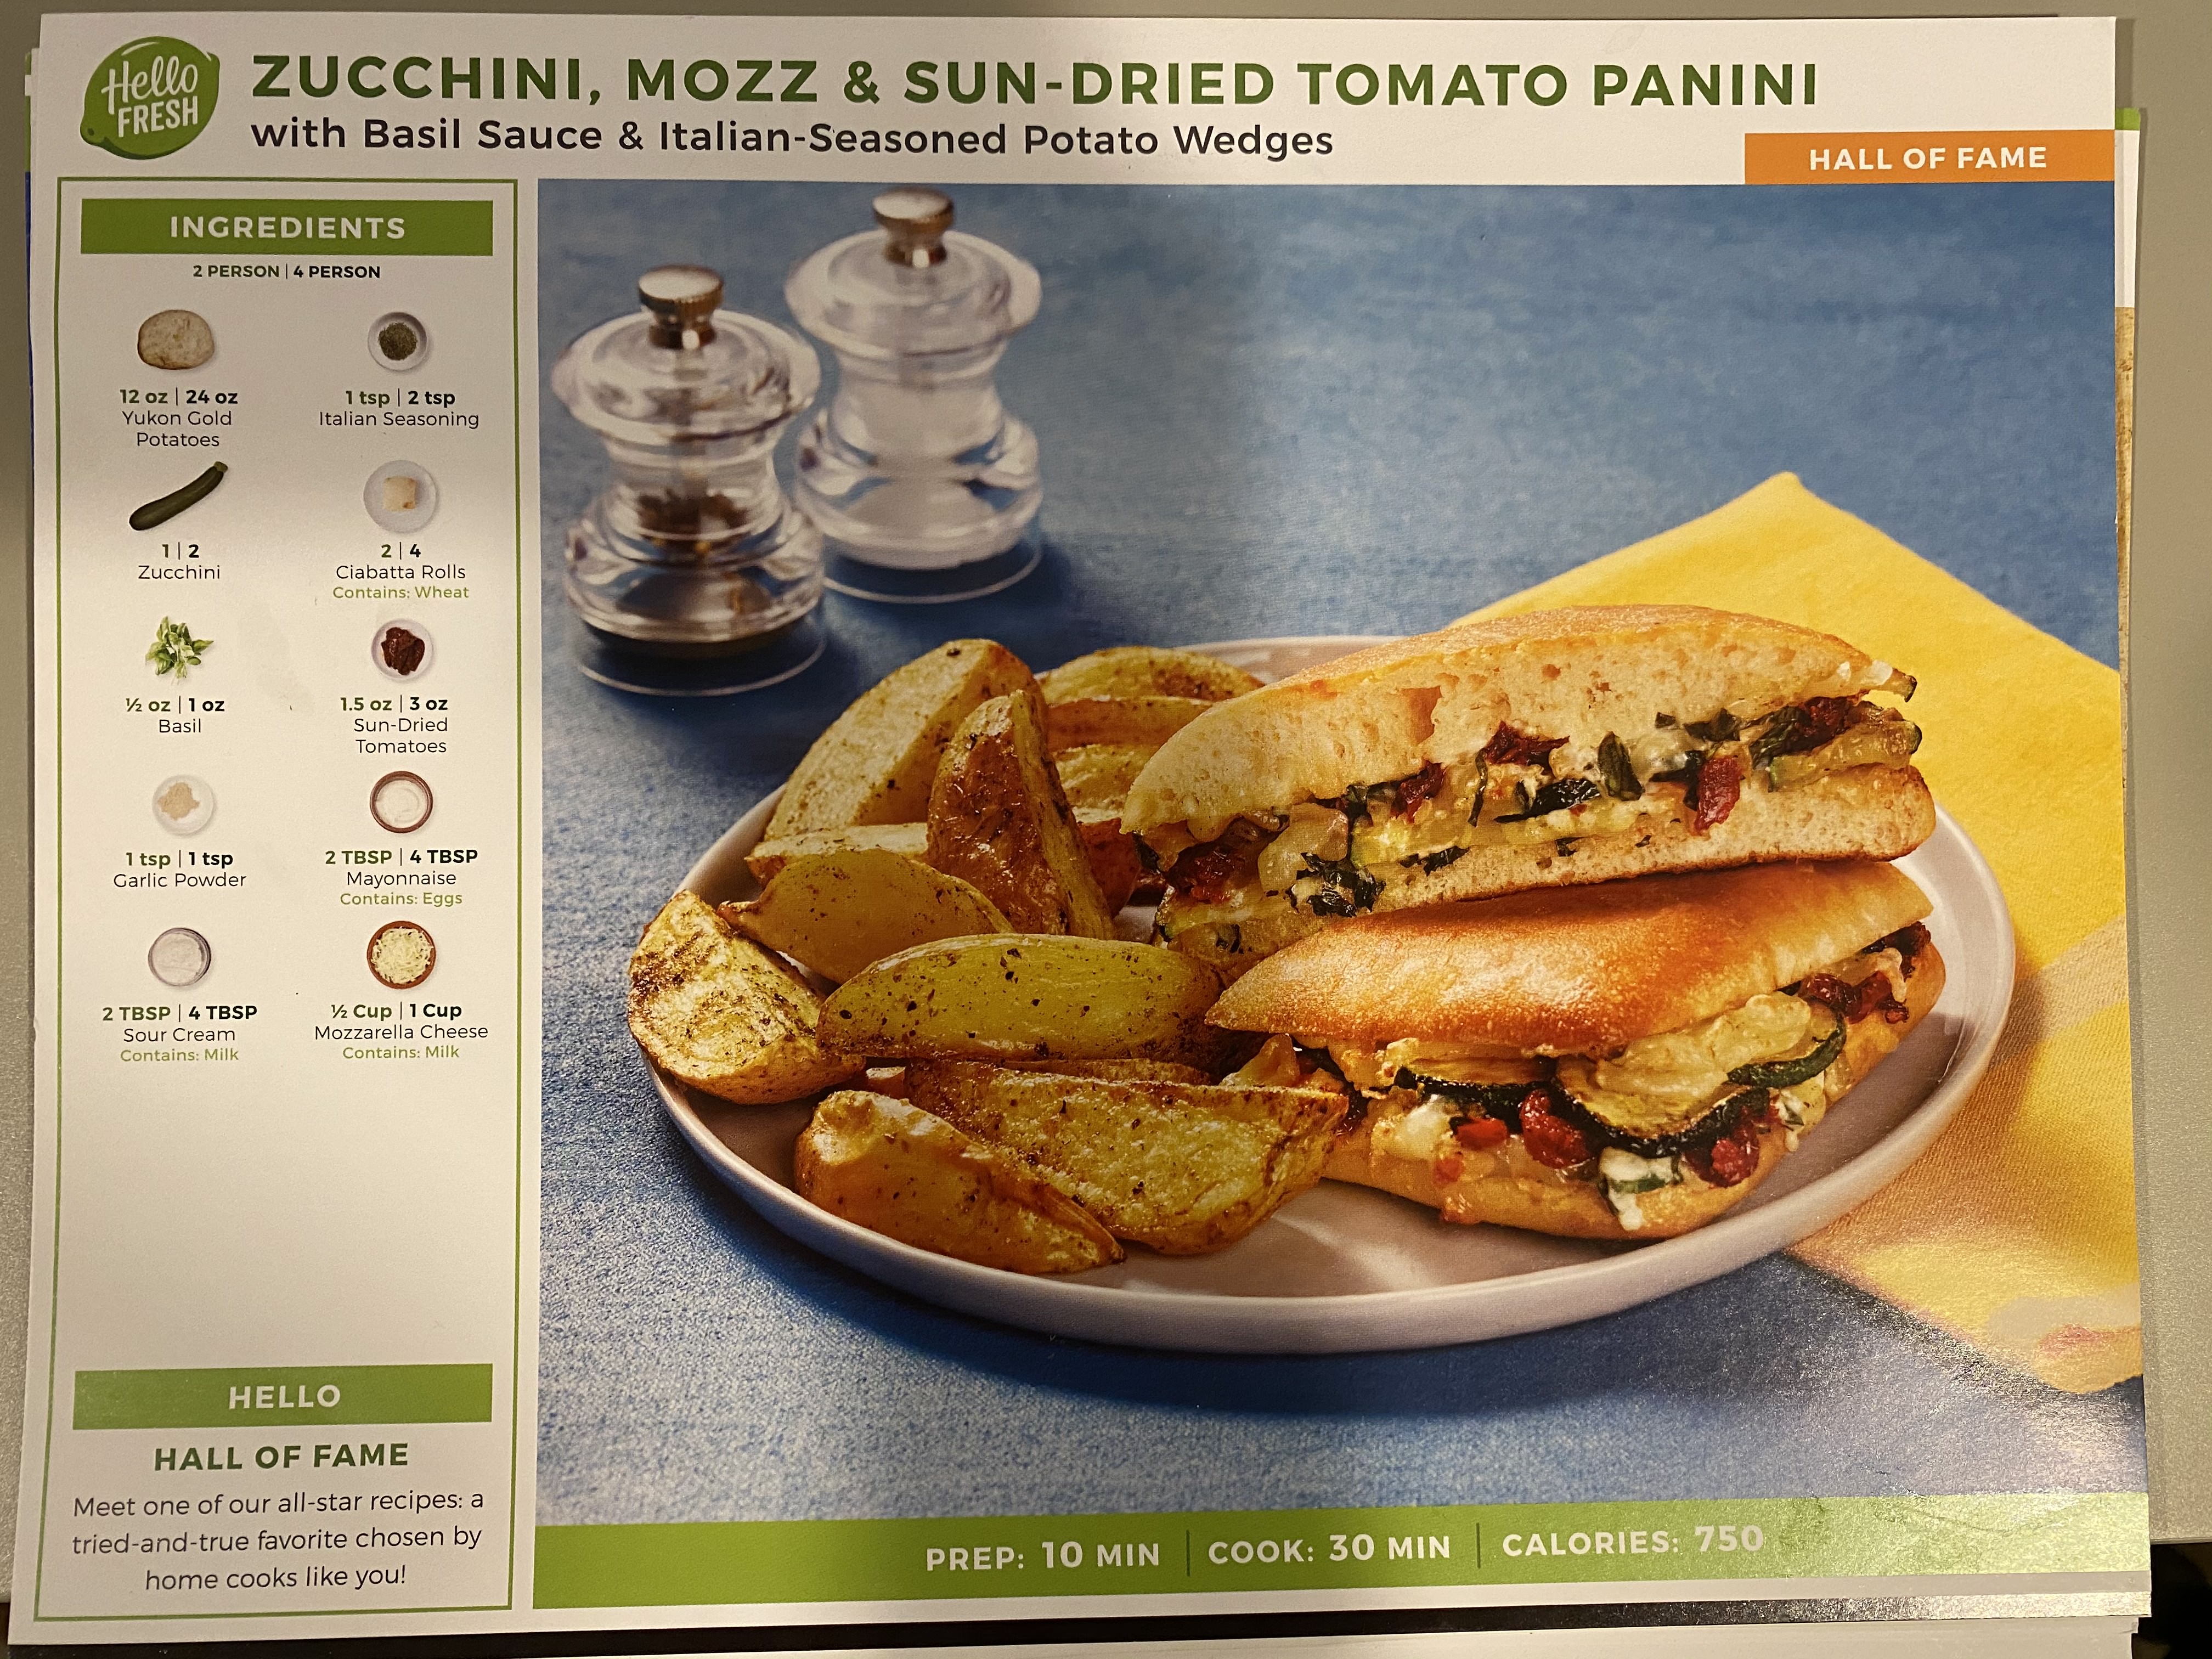 Hello
FRESH
ZUCCHINI, MOZZ & SUN-DRIED TOMATO PANINI
with Basil Sauce & Italian-Seasoned Potato Wedges
HALL OF FAME
INGREDIENTS
2 PERSON | 4 PERSON
12 oz | 24 oz
Yukon Gold
Potatoes
1 tsp | 2 tsp
Italian Seasoning
1 | 2
Zucchini
2 | 4
Ciabatta Rolls
Contains: Wheat
½ oz | 1 oz
Basil
1.5 oz | 3 oz
Sun-Dried
Tomatoes
1 tsp | 1 tsp
Garlic Powder
2 TBSP | 4 TBSP
Mayonnaise
Contains: Eggs
2 TBSP | 4 TBSP
Sour Cream
Contains: Milk
½ Cup | 1 Cup
Mozzarella Cheese
Contains: Milk
HELLO
HALL OF FAME
Meet one of our all-star recipes: a
tried-and-true favorite chosen by
home cooks like you!
PREP: 10 MIN | COOK: 30 MIN | CALORIES: 750